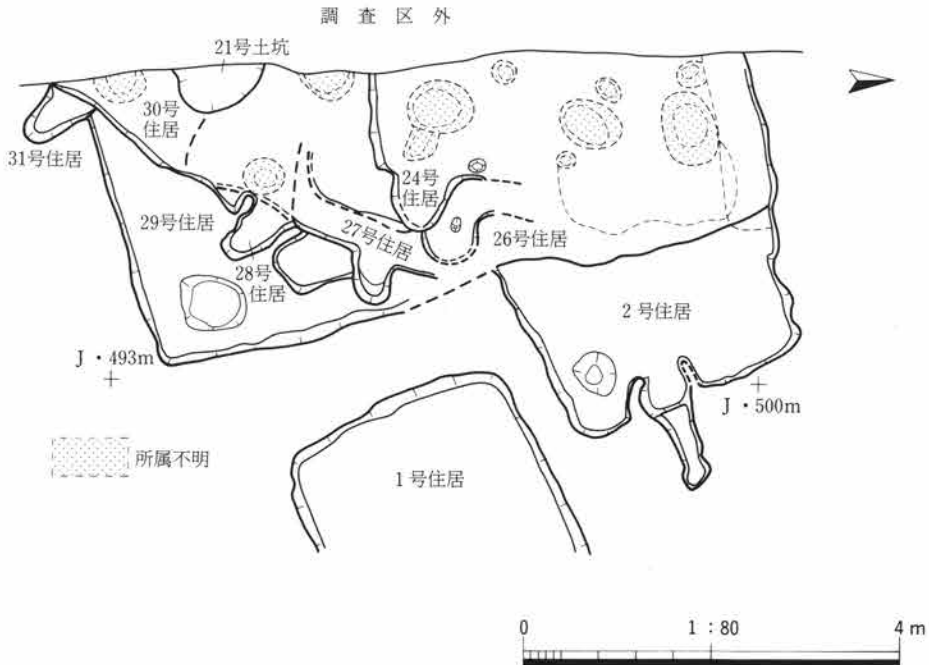 調査区外
21号土坑
30号
住居
31号住居
24号
住居
29号住居
27号住居
26号住居
28号
住居
2号住居
J・493m
J・500m
所属不明
1号住居
0 1:80 4m